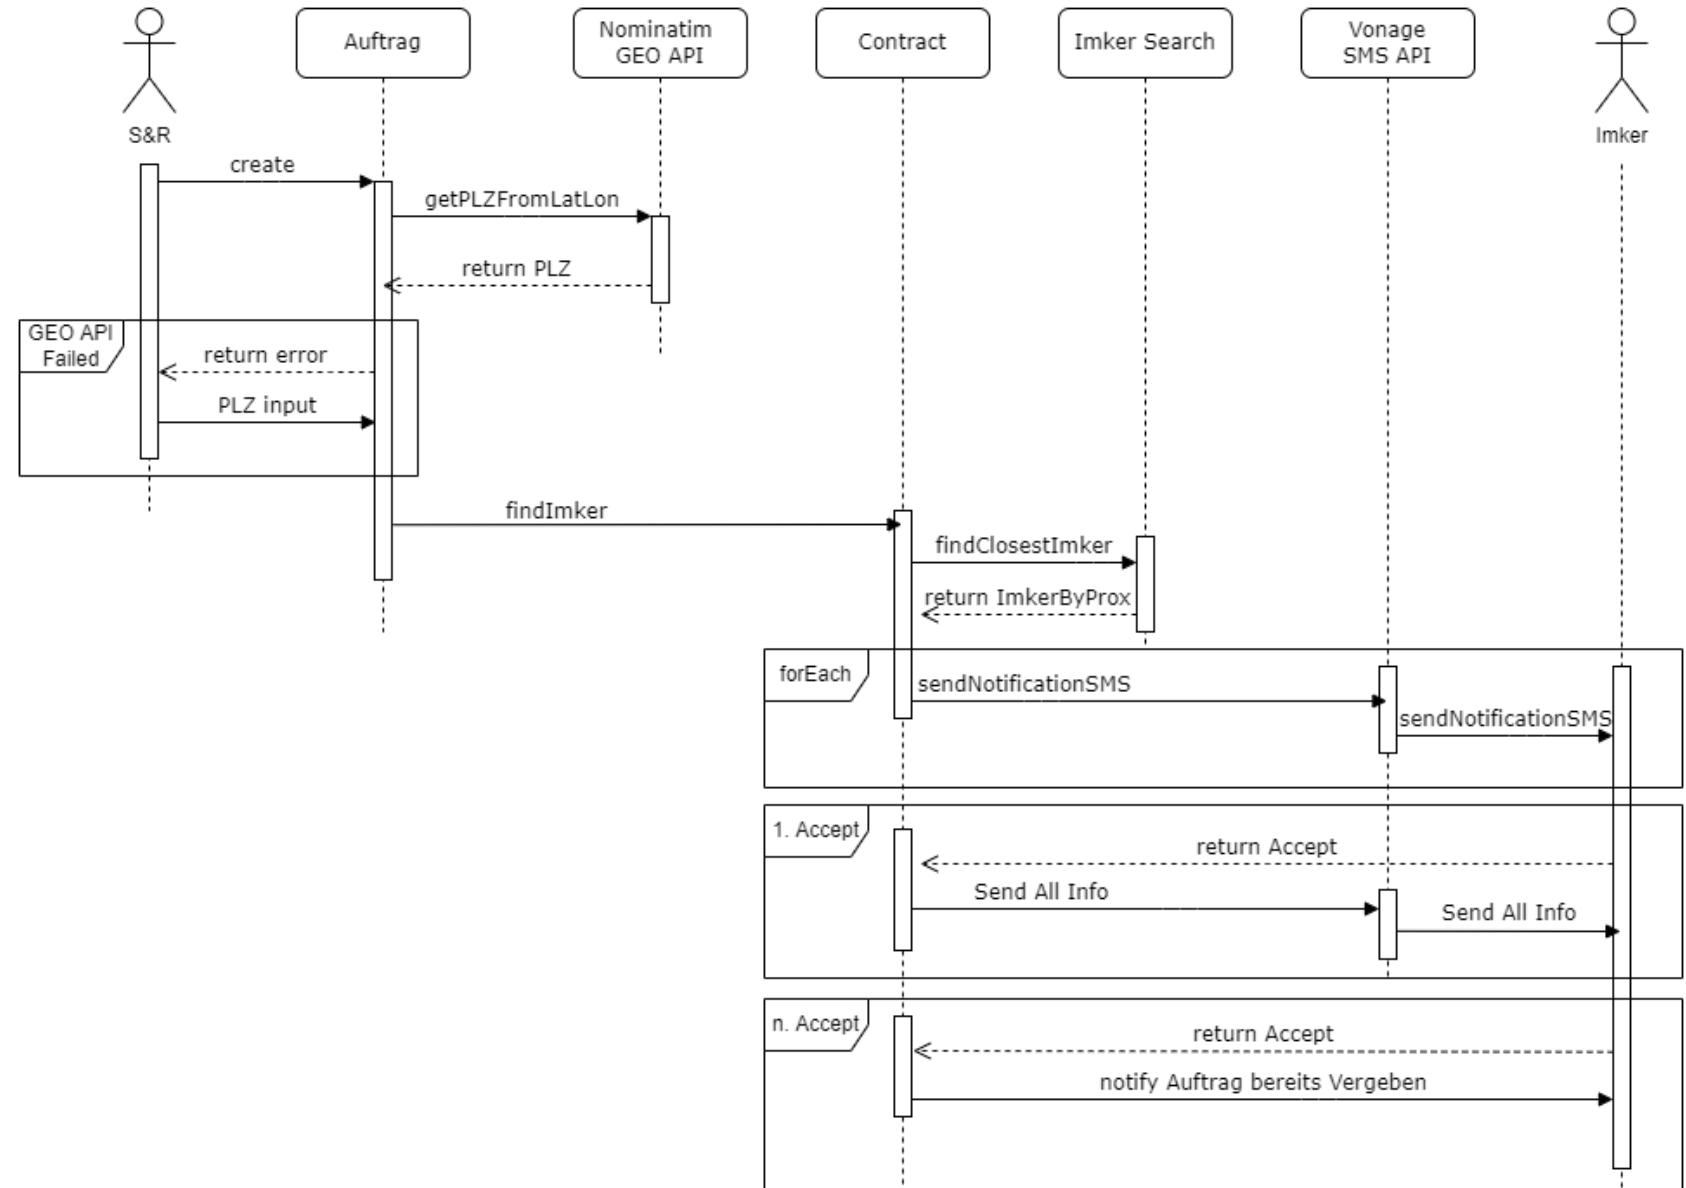 Auftrag
Nominatim
GEO API
Contract
Imker Search
Vonage
SMS API
S&R
Imker
create
getPLZFromLatLon
return PLZ
GEO API
Failed
return error
PLZ input
findImker
findClosestImker
return ImkerByProx
forEach
sendNotificationSMS
sendNotificationSMS
1. Accept
return Accept
Send All Info
Send All Info
n. Accept
return Accept
notify Auftrag bereits Vergeben